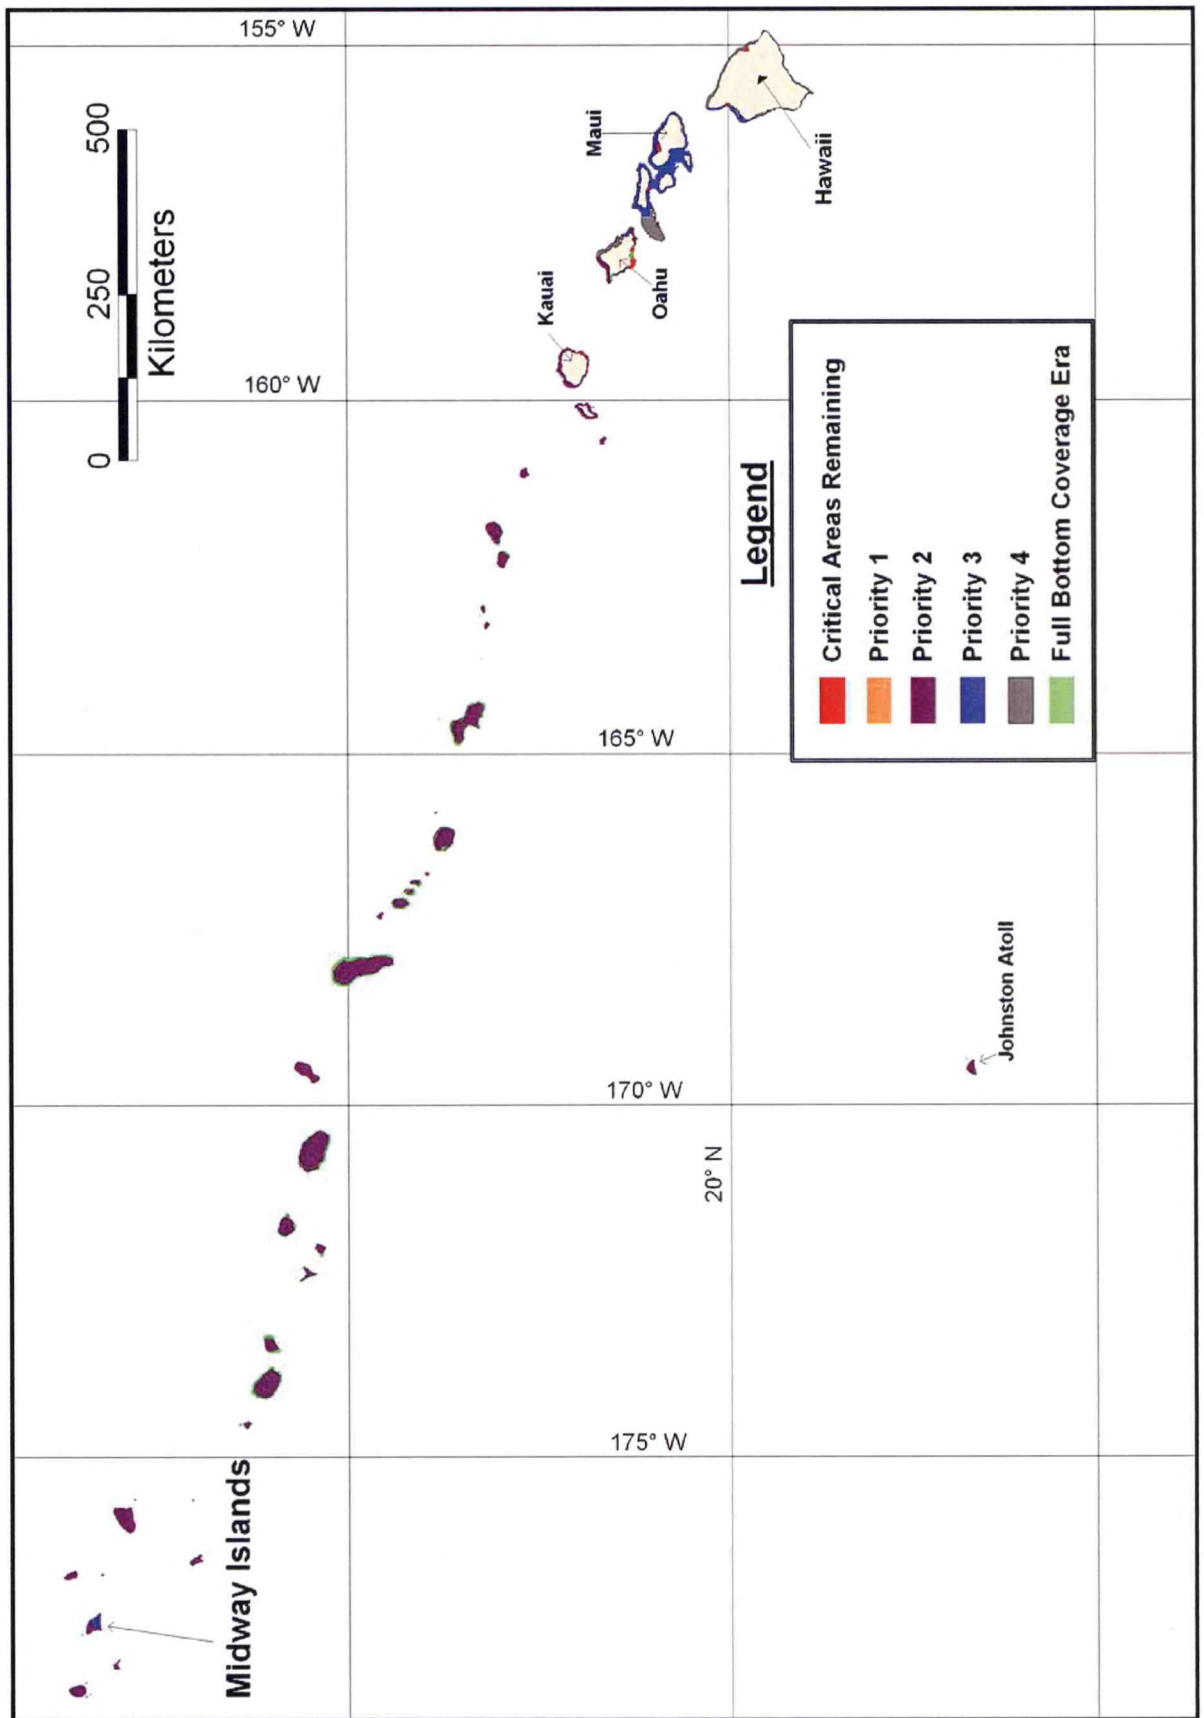 Midway Islands
175° W
170° W
165° W
160° W
155° W
20° N
Johnston Atoll
Kauai
Oahu
Maui
Hawaii
0 250 500
Kilometers
Legend
Critical Areas Remaining
Priority 1
Priority 2
Priority 3
Priority 4
Full Bottom Coverage Era